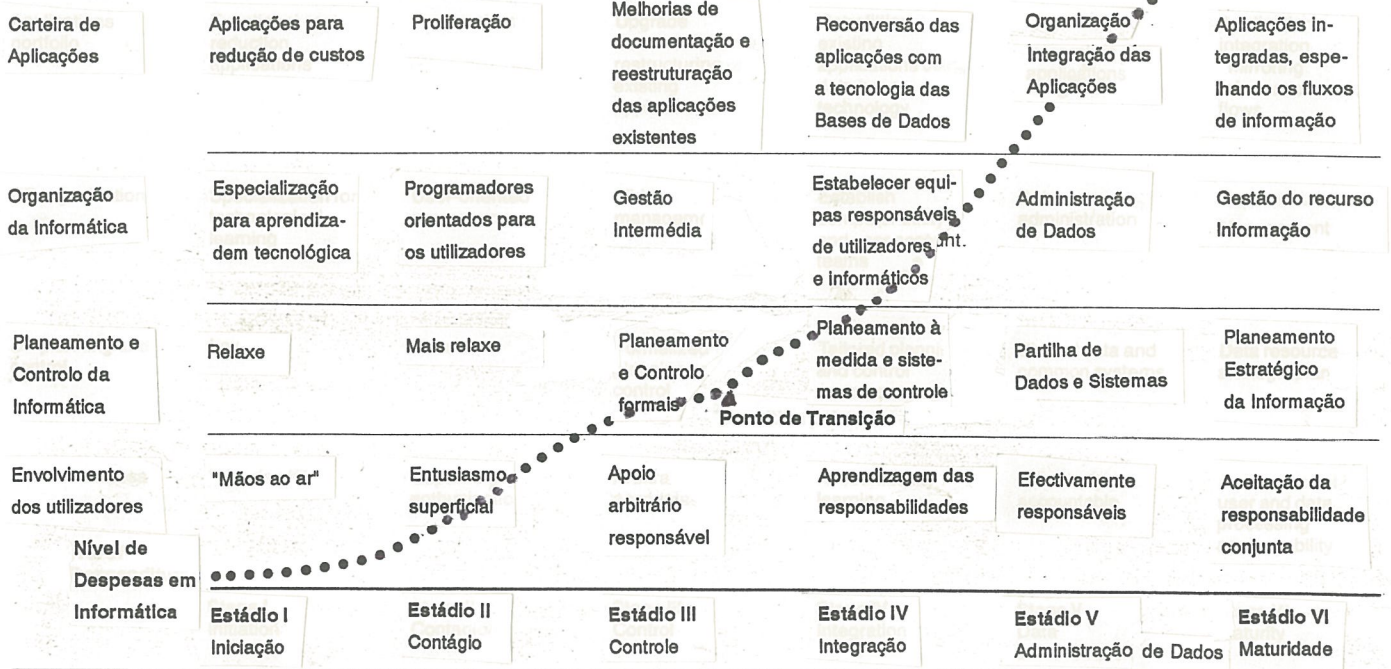 Carteira de
Aplicações
Aplicações para
redução de custos
Proliferação
Melhorias de
documentação e
reestruturação
das aplicações
existentes
Reconversão das
aplicações com
a tecnologia das
Bases de Dados
Organização
Integração das
Aplicações
Aplicações in-
tegradas, espe-
lhando os fluxos
de informação
Organização
da Informática
Especialização
para aprendiza-
dem tecnológica
Programadores
orientados para
os utilizadores
Gestão
Intermédia
Estabelecer equi-
pas responsáveis
de utilizadores
e informáticos
Administração
de Dados
Gestão do recurso
Informação
Planeamento e
Controlo da
Informática
Relaxe
Mais relaxe
Planeamento
e Controlo
formais
Planeamento à
medida e siste-
mas de controle
Partilha de
Dados e Sistemas
Planeamento
Estratégico
da Informação
Ponto de Transição
Envolvimento
dos utilizadores
"Mãos ao ar"
Entusiasmo
superficial
Apoio
arbitrário
responsável
Aprendizagem das
responsabilidades
Efectivamente
responsáveis
Aceitação da
responsabilidade
conjunta
Nível de
Despesas em
Informática
Estádio I
Iniciação
Estádio II
Contágio
Estádio III
Controle
Estádio IV
Integração
Estádio V
Administração de Dados
Estádio VI
Maturidade